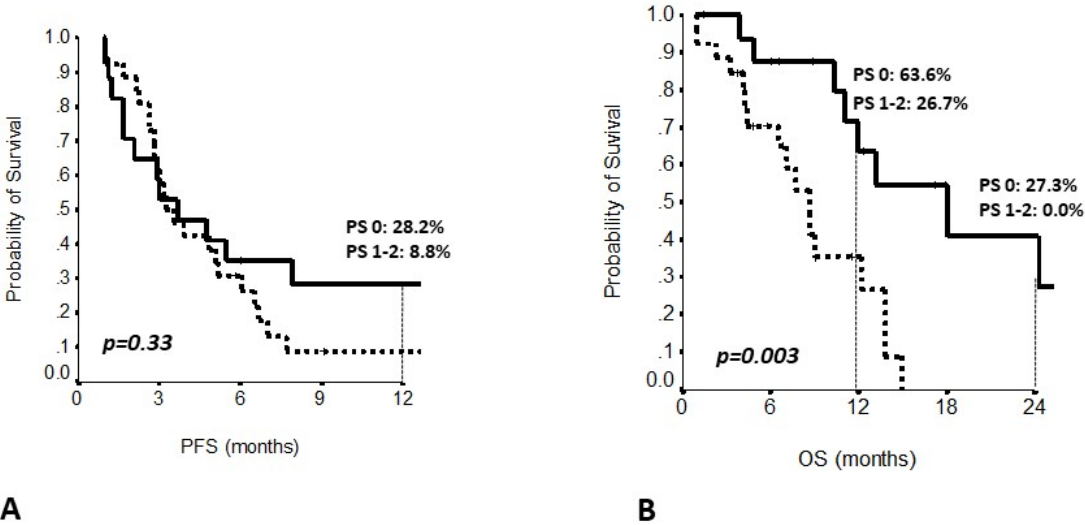 Probability of Survival
1.0
.9
.8
.7
.6
.5
.4
.3
.2
.1
0.0
PS 0: 28.2%
PS 1-2: 8.8%
p=0.33
0 3 6 9 12
PFS (months)
A
Probability of Suvival
1.0
.9
.8
.7
.6
.5
.4
.3
.2
.1
0.0
PS 0: 63.6%
PS 1-2: 26.7%
PS 0: 27.3%
PS 1-2: 0.0%
p=0.003
0 6 12 18 24
OS (months)
B